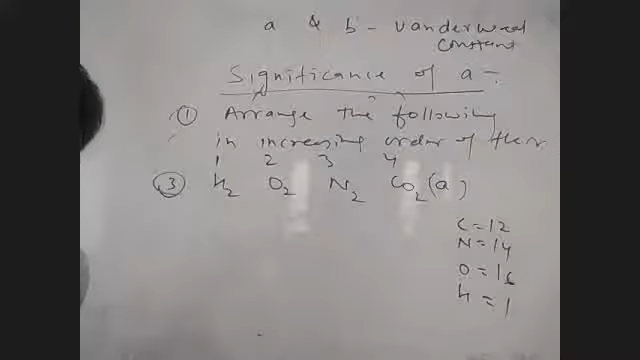 a & b - vanderwaal
constant
Significance of a :-
① Arrange the following
in increasing order of their
1 2 3 4
③ H₂ O₂ N₂ CO₂ (a)
C = 12
N = 14
O = 16
H = 1